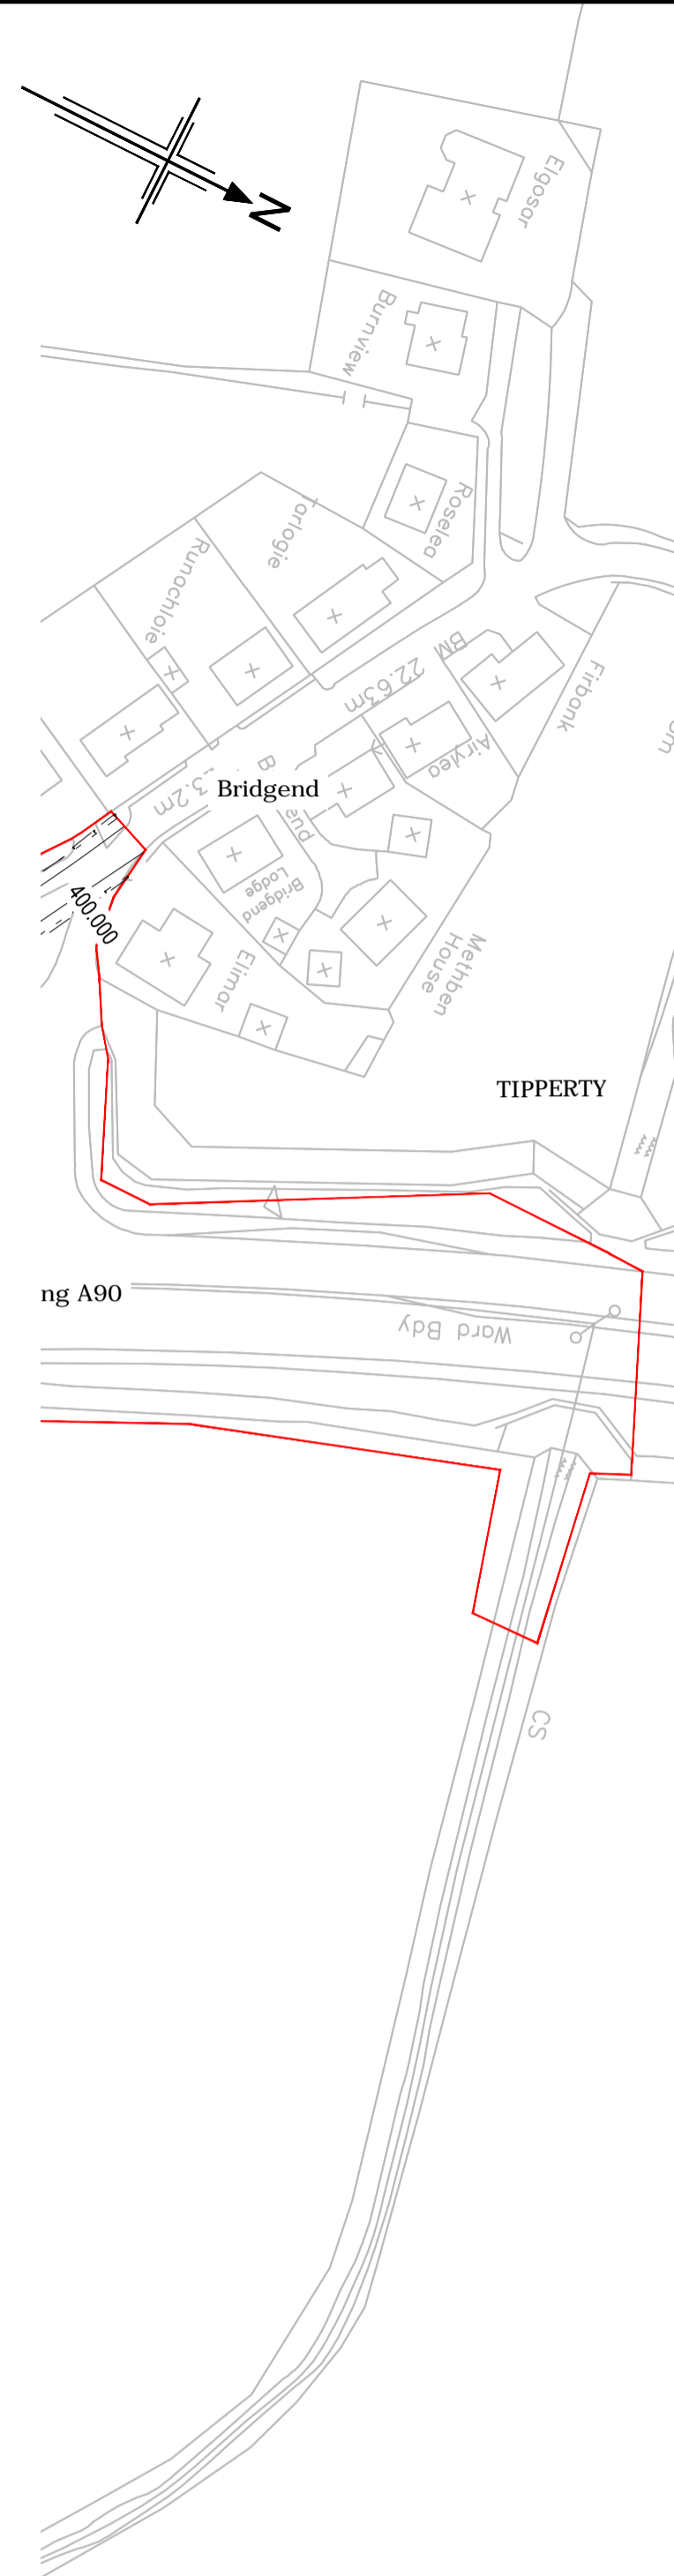 N
Elgosar
Burnview
Roselea
Tarlogie
Runachloie
BM
22.63m
Firbank
Airylea
Bridgend
3.2m
Bridgend
Lodge
400.000
Methben
House
Elimar
TIPPERTY
ng A90
Ward Bdy
CS